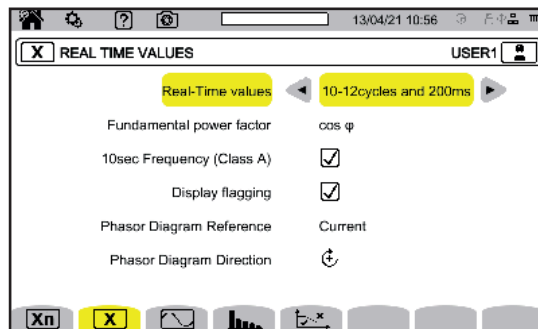 ? 13/04/21 10:56
X REAL TIME VALUES USER1
Real-Time values ◄ 10-12cycles and 200ms ►
Fundamental power factor cos φ
10sec Frequency (Class A)
Display flagging
Phasor Diagram Reference Current
Phasor Diagram Direction
Xn X x